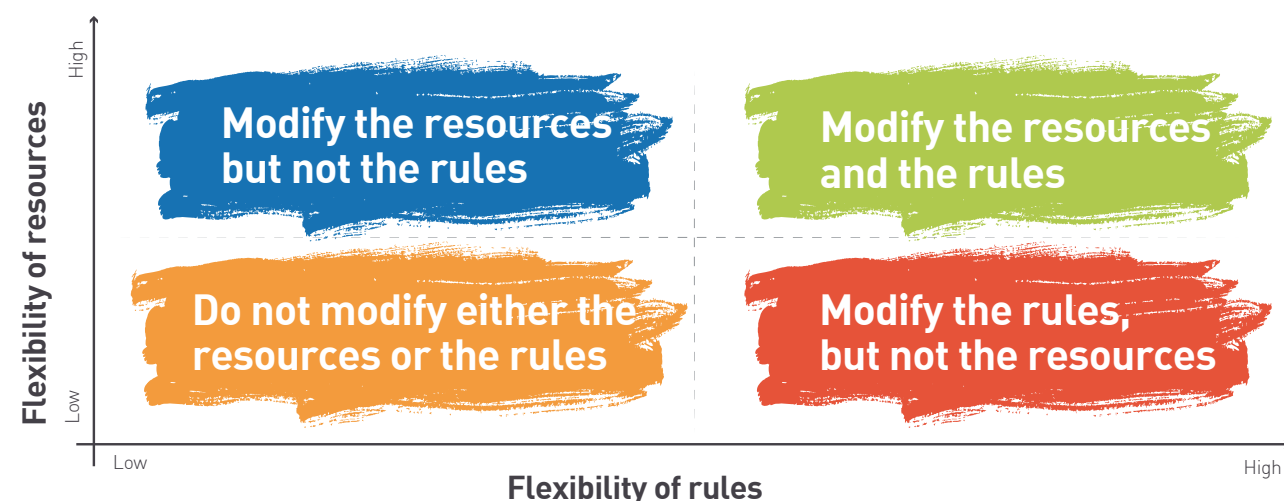 High
Flexibility of resources
Low
Modify the resources
but not the rules
Modify the resources
and the rules
Do not modify either the
resources or the rules
Modify the rules,
but not the resources
Low
High
Flexibility of rules